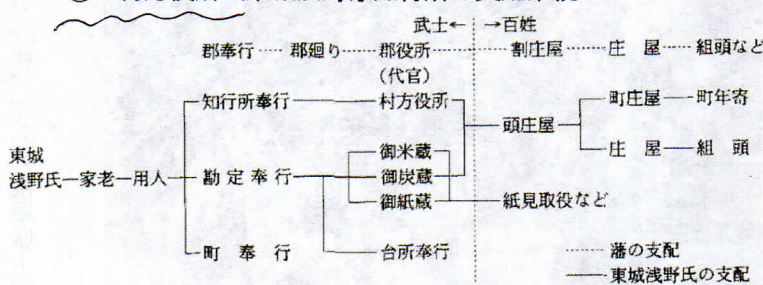 武士← →百姓
郡奉行 郡廻り 郡役所 割庄屋 庄屋 組頭など
(代官)
知行所奉行 村方役所 町庄屋 町年寄
頭庄屋
東城 御米蔵 庄屋 組頭
浅野氏 家老 用人 勘定奉行 御炭蔵
御紙蔵 紙見取役など
町奉行 台所奉行 藩の支配
東城浅野氏の支配